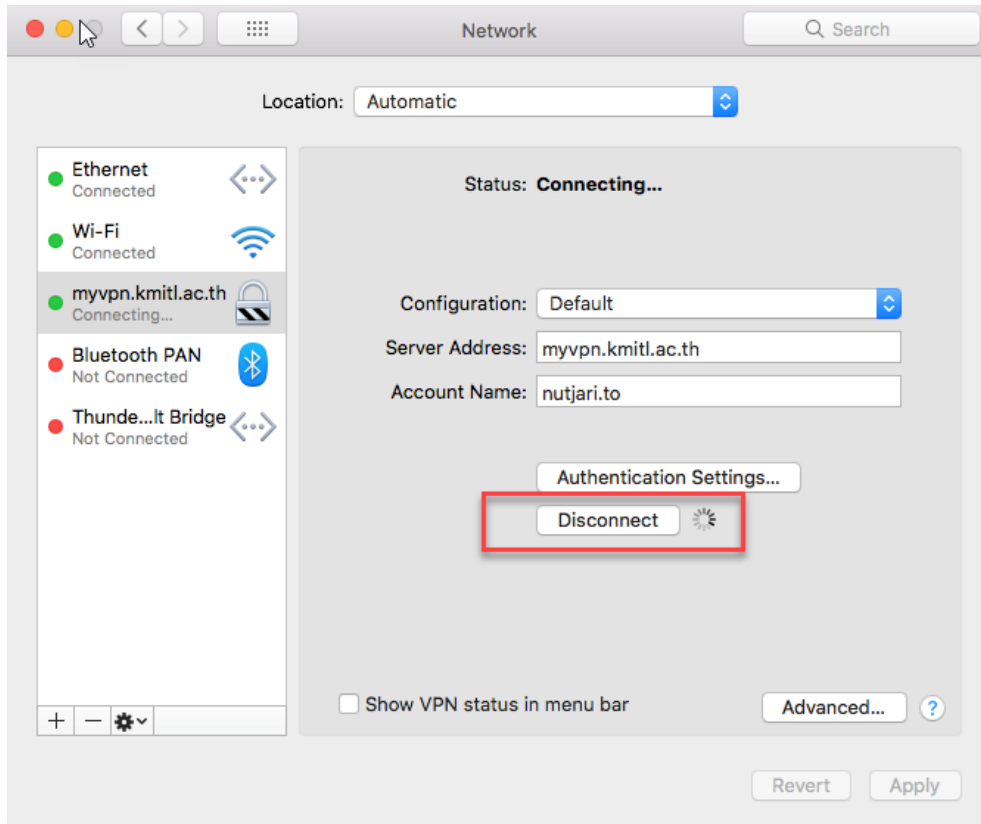 Network
Search
Location: Automatic
Ethernet
Connected
Wi-Fi
Connected
myvpn.kmitl.ac.th
Connecting...
Bluetooth PAN
Not Connected
Thunde...lt Bridge
Not Connected
Status: Connecting...
Configuration: Default
Server Address: myvpn.kmitl.ac.th
Account Name: nutjari.to
Authentication Settings...
Disconnect
Show VPN status in menu bar
Advanced... ?
Revert Apply